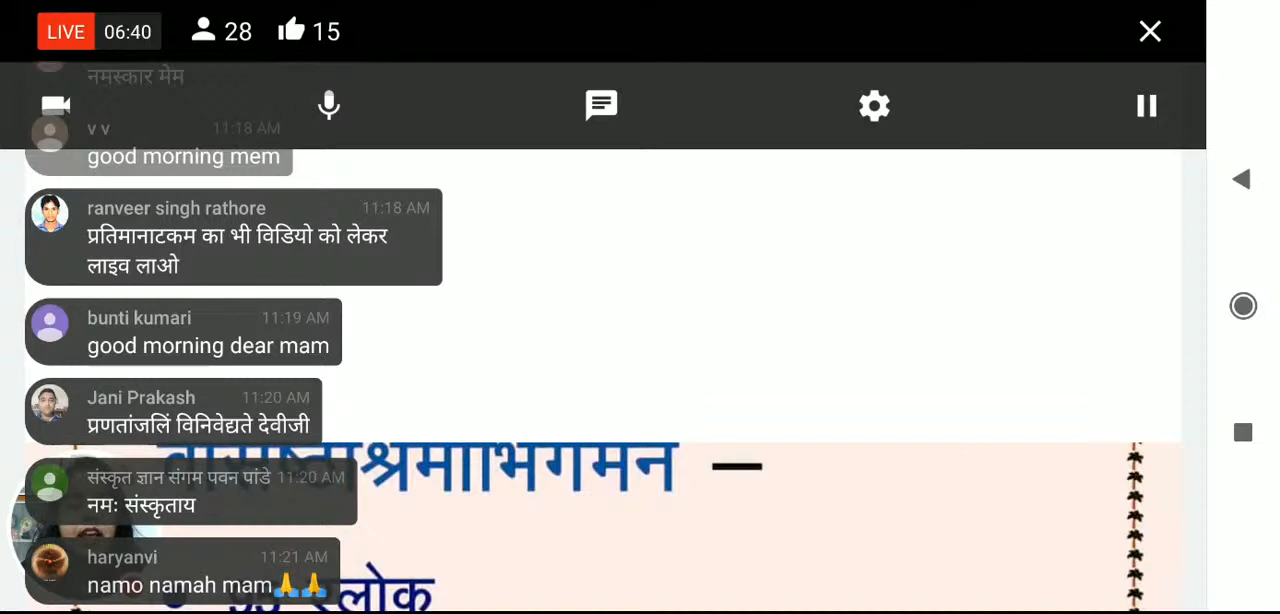 LIVE 06:40 28 15
नमस्कार मेम
v v 11:18 AM
good morning mem
ranveer singh rathore 11:18 AM
प्रतिमानाटकम का भी विडियो को लेकर
लाइव लाओ
bunti kumari 11:19 AM
good morning dear mam
Jani Prakash 11:20 AM
प्रणतांजलिं विनिवेद्यते देवीजी
संस्कृत ज्ञान संगम पवन पांडे 11:20 AM
नमः संस्कृताय
haryanvi 11:21 AM
namo namah mam🙏🙏
श्लोक